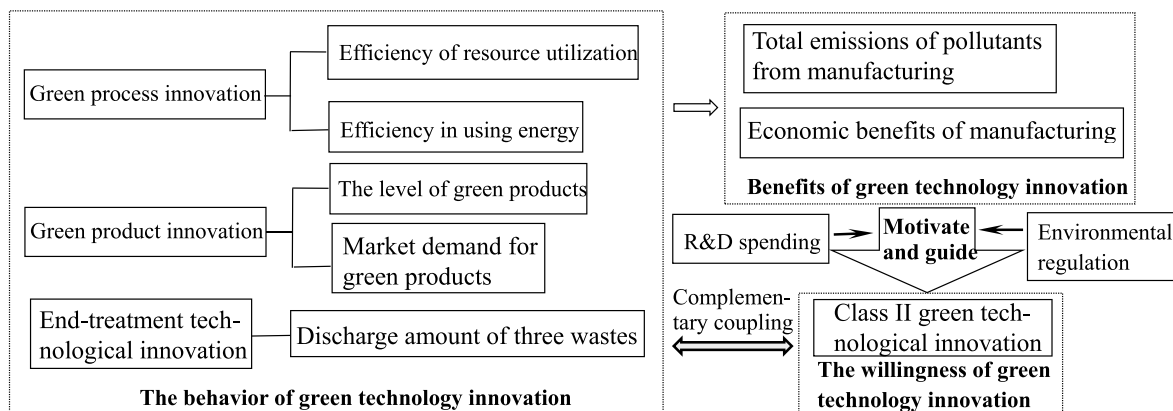 Green process innovation
Efficiency of resource utilization
Efficiency in using energy
Green product innovation
The level of green products
Market demand for
green products
End-treatment tech-
nological innovation
Discharge amount of three wastes
The behavior of green technology innovation
Total emissions of pollutants
from manufacturing
Economic benefits of manufacturing
Benefits of green technology innovation
R&D spending
Motivate
and guide
Environmental
regulation
Complemen-
tary coupling
Class II green tech-
nological innovation
The willingness of green
technology innovation